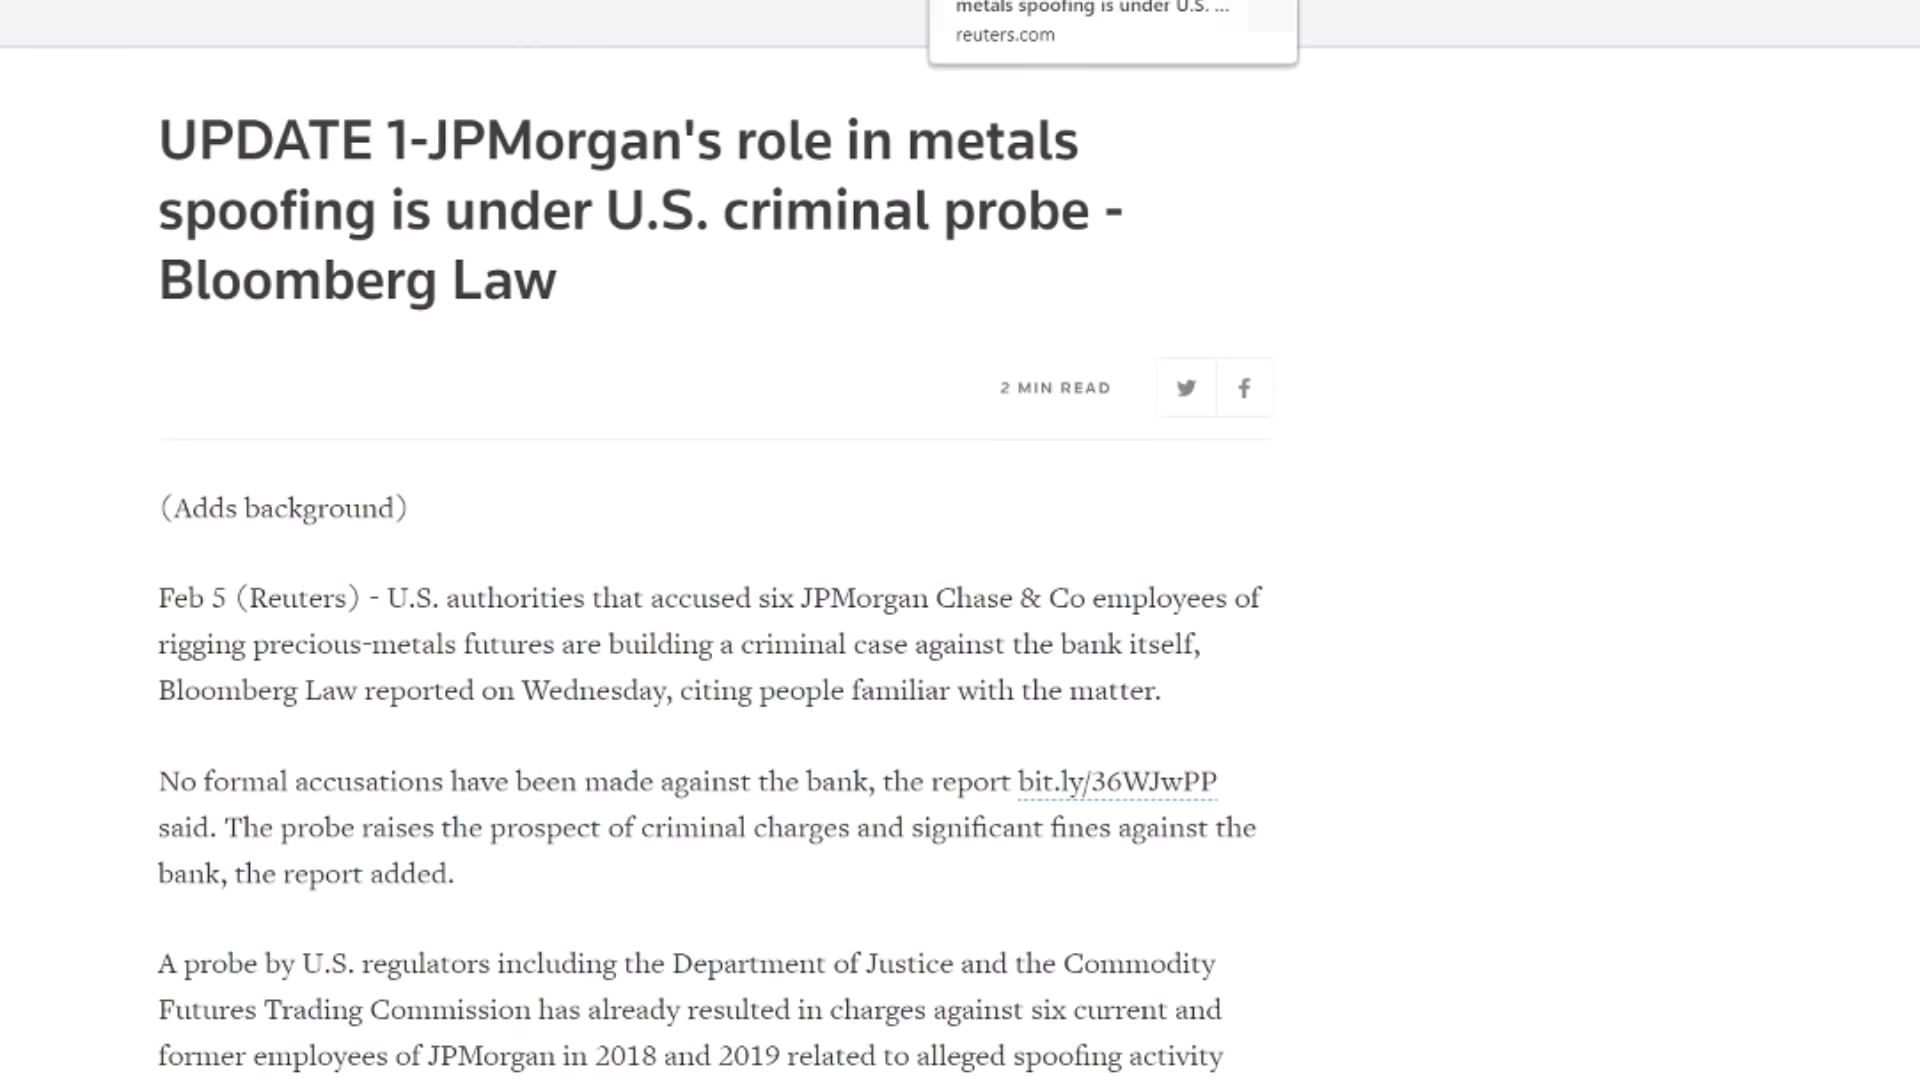 metals spoofing is under U.S. ...
reuters.com
UPDATE 1-JPMorgan's role in metals
spoofing is under U.S. criminal probe -
Bloomberg Law
2 MIN READ
(Adds background)
Feb 5 (Reuters) - U.S. authorities that accused six JPMorgan Chase & Co employees of
rigging precious-metals futures are building a criminal case against the bank itself,
Bloomberg Law reported on Wednesday, citing people familiar with the matter.
No formal accusations have been made against the bank, the report bit.ly/36WJwPP
said. The probe raises the prospect of criminal charges and significant fines against the
bank, the report added.
A probe by U.S. regulators including the Department of Justice and the Commodity
Futures Trading Commission has already resulted in charges against six current and
former employees of JPMorgan in 2018 and 2019 related to alleged spoofing activity